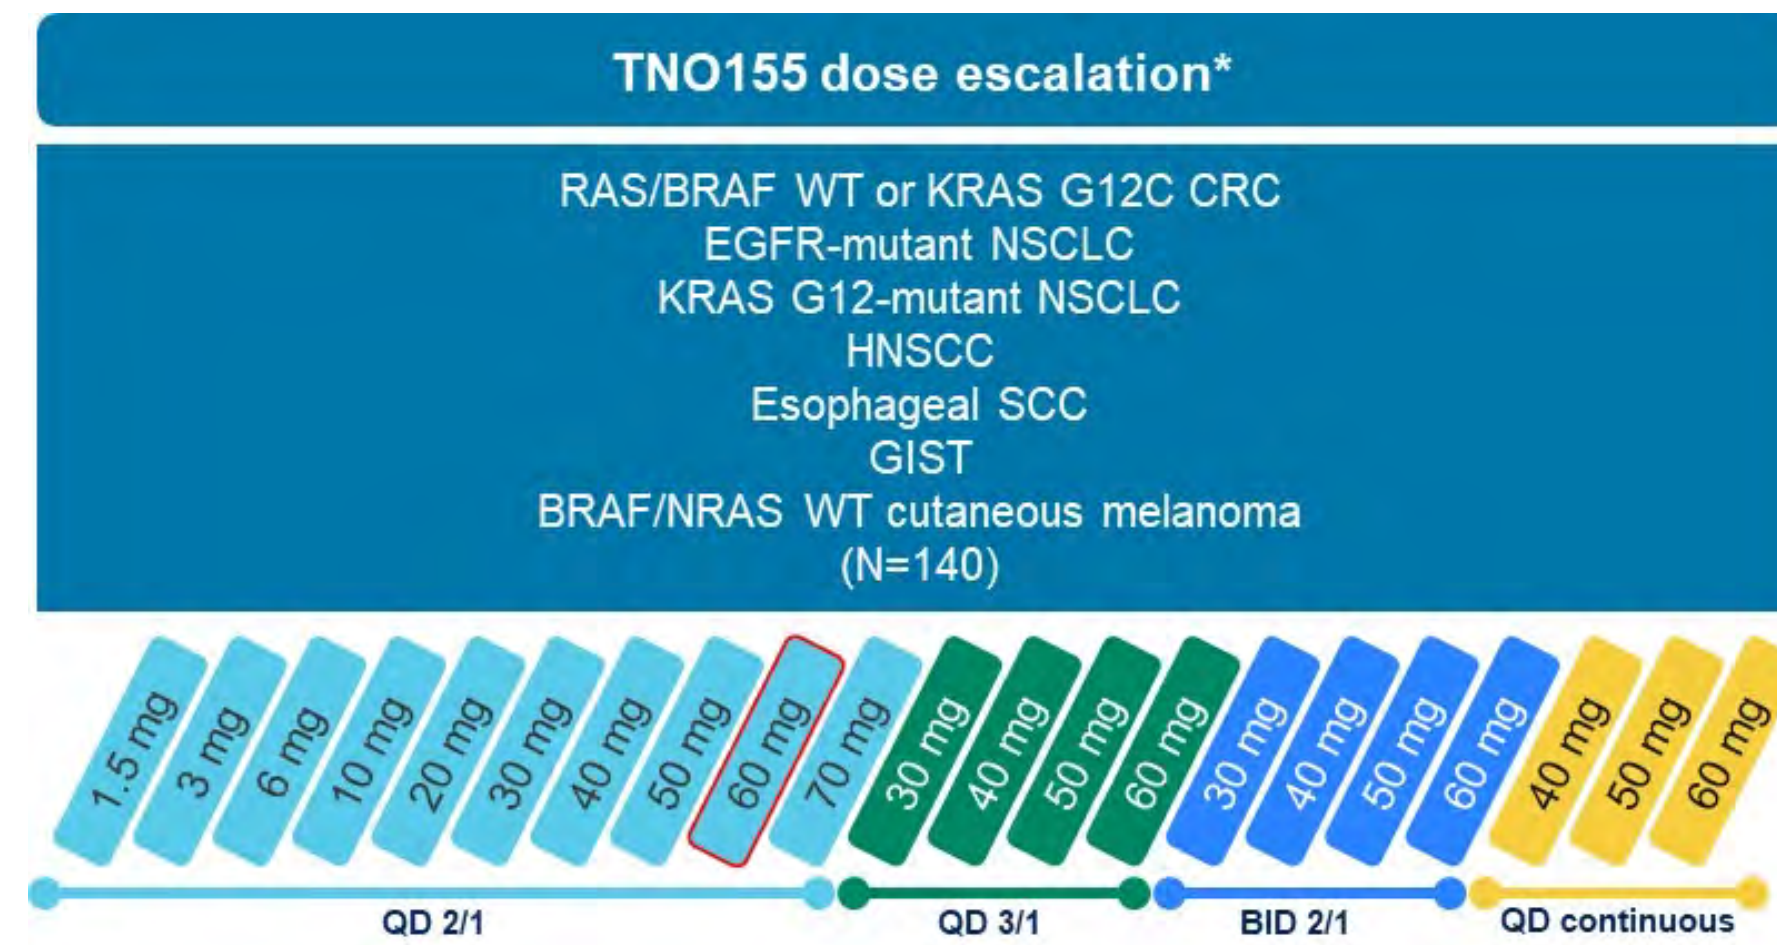 TNO155 dose escalation*
RAS/BRAF WT or KRAS G12C CRC
EGFR-mutant NSCLC
KRAS G12-mutant NSCLC
HNSCC
Esophageal SCC
GIST
BRAF/NRAS WT cutaneous melanoma
(N=140)
1.5 mg
3 mg
6 mg
10 mg
20 mg
30 mg
40 mg
50 mg
60 mg
70 mg
30 mg
40 mg
50 mg
60 mg
30 mg
40 mg
50 mg
60 mg
40 mg
50 mg
60 mg
QD 2/1
QD 3/1
BID 2/1
QD continuous